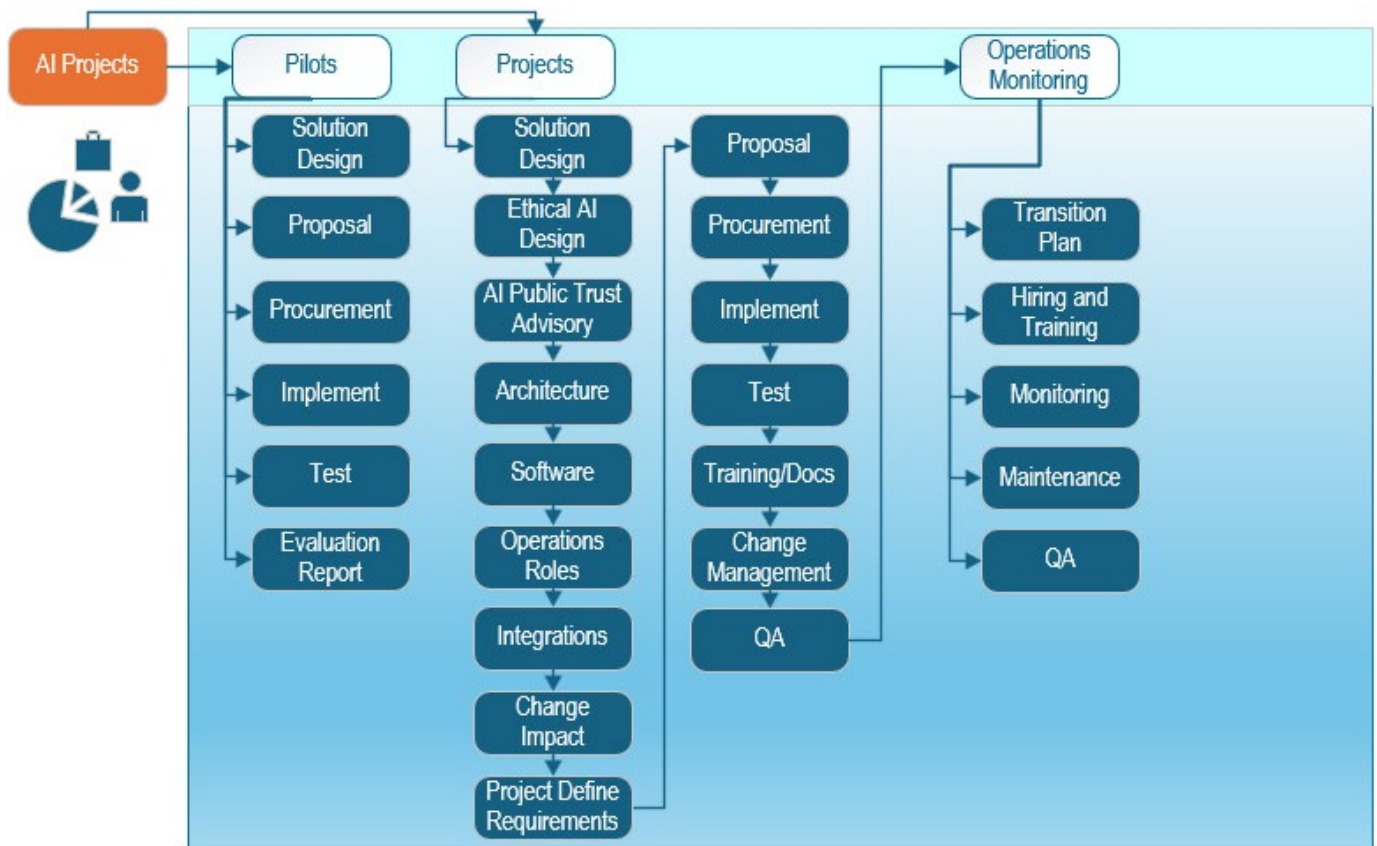 AI Projects
Pilots
Projects
Operations
Monitoring
Solution
Design
Proposal
Procurement
Implement
Test
Evaluation
Report
Solution
Design
Ethical AI
Design
AI Public Trust
Advisory
Architecture
Software
Operations
Roles
Integrations
Change
Impact
Project Define
Requirements
Proposal
Procurement
Implement
Test
Training/Docs
Change
Management
QA
Transition
Plan
Hiring and
Training
Monitoring
Maintenance
QA